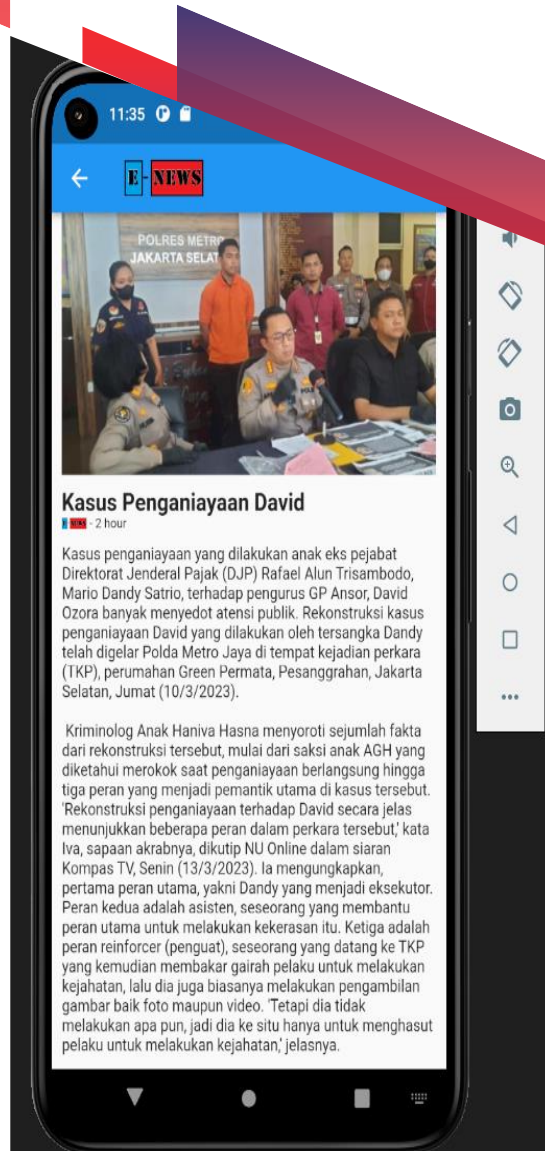 11:35
E-NEWS
POLRES METRO
JAKARTA SELAT
Kasus Penganiayaan David
E-NEWS - 2 hour
Kasus penganiayaan yang dilakukan anak eks pejabat
Direktorat Jenderal Pajak (DJP) Rafael Alun Trisambodo,
Mario Dandy Satrio, terhadap pengurus GP Ansor, David
Ozora banyak menyedot atensi publik. Rekonstruksi kasus
penganiayaan David yang dilakukan oleh tersangka Dandy
telah digelar Polda Metro Jaya di tempat kejadian perkara
(TKP), perumahan Green Permata, Pesanggrahan, Jakarta
Selatan, Jumat (10/3/2023).
Kriminolog Anak Haniva Hasna menyoroti sejumlah fakta
dari rekonstruksi tersebut, mulai dari saksi anak AGH yang
diketahui merokok saat penganiayaan berlangsung hingga
tiga peran yang menjadi pemantik utama di kasus tersebut.
'Rekonstruksi penganiayaan terhadap David secara jelas
menunjukkan beberapa peran dalam perkara tersebut,' kata
Iva, sapaan akrabnya, dikutip NU Online dalam siaran
Kompas TV, Senin (13/3/2023). Ia mengungkapkan,
pertama peran utama, yakni Dandy yang menjadi eksekutor.
Peran kedua adalah asisten, seseorang yang membantu
peran utama untuk melakukan kekerasan itu. Ketiga adalah
peran reinforcer (penguat), seseorang yang datang ke TKP
yang kemudian membakar gairah pelaku untuk melakukan
kejahatan, lalu dia juga biasanya melakukan pengambilan
gambar baik foto maupun video. 'Tetapi dia tidak
melakukan apa pun, jadi dia ke situ hanya untuk menghasut
pelaku untuk melakukan kejahatan,' jelasnya.